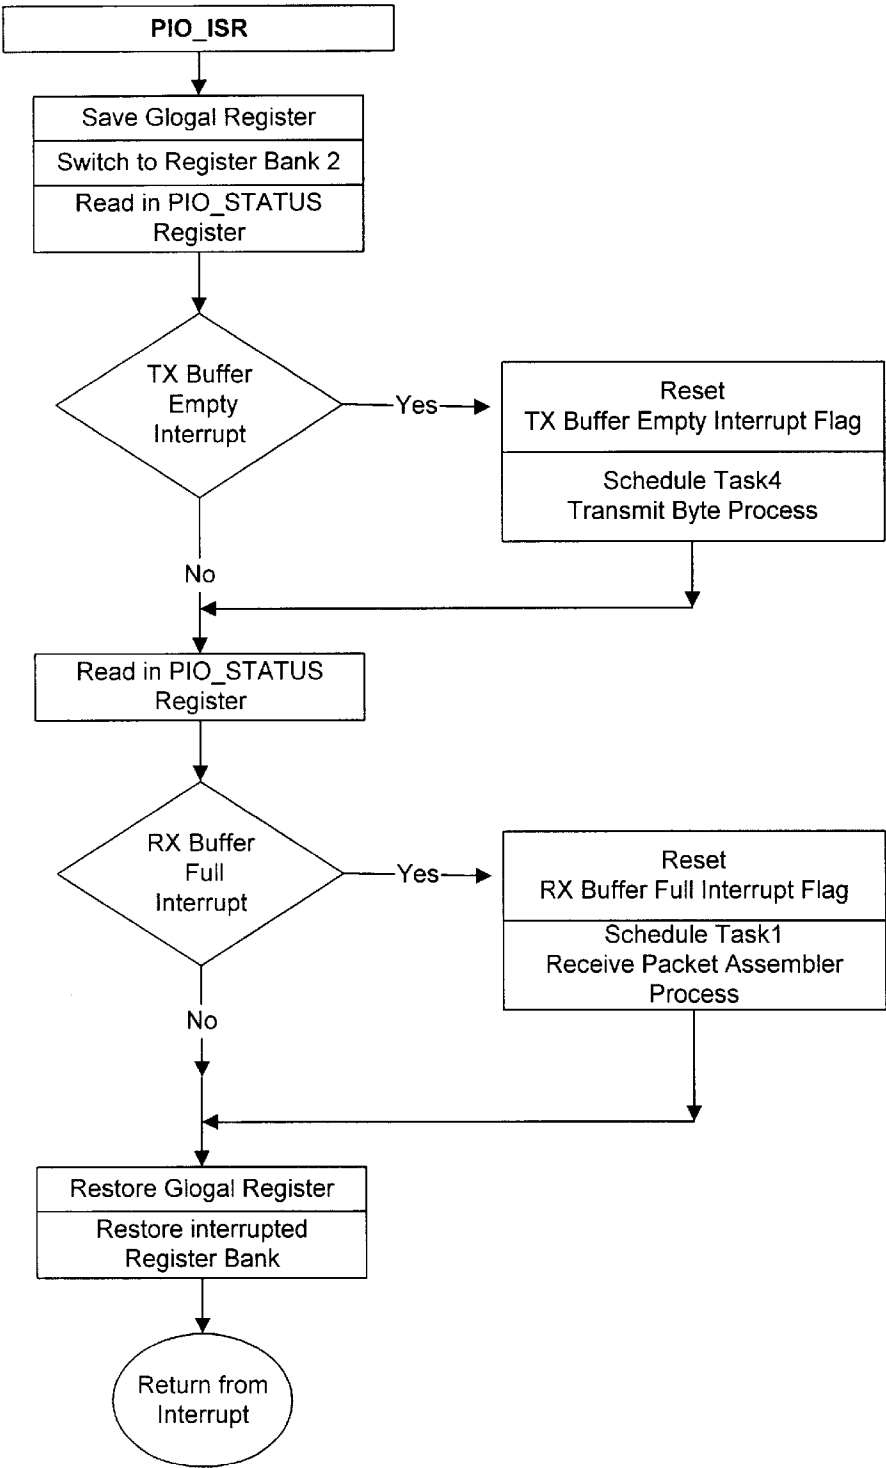 PIO_ISR
Save Glogal Register
Switch to Register Bank 2
Read in PIO_STATUS
Register
TX Buffer
Empty
Interrupt
Yes
Reset
TX Buffer Empty Interrupt Flag
Schedule Task4
Transmit Byte Process
No
Read in PIO_STATUS
Register
RX Buffer
Full
Interrupt
Yes
Reset
RX Buffer Full Interrupt Flag
Schedule Task1
Receive Packet Assembler
Process
No
Restore Glogal Register
Restore interrupted
Register Bank
Return from
Interrupt